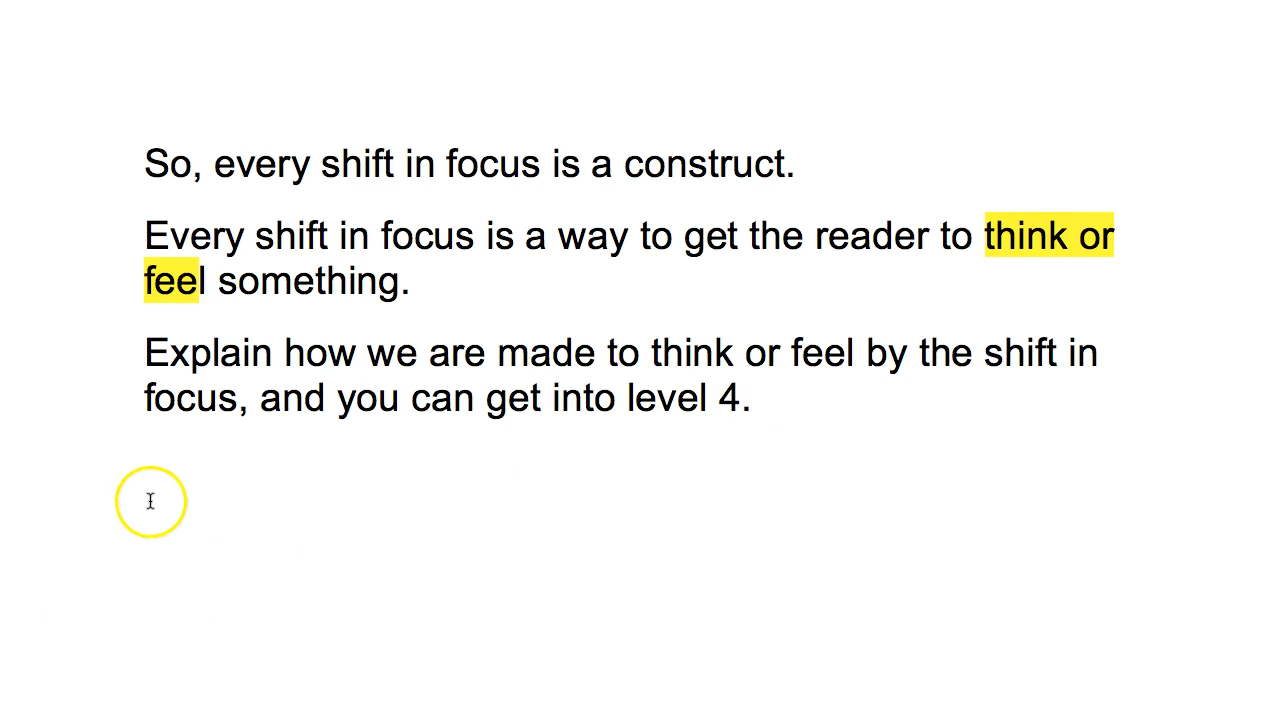 So, every shift in focus is a construct.
Every shift in focus is a way to get the reader to think or
feel something.
Explain how we are made to think or feel by the shift in
focus, and you can get into level 4.